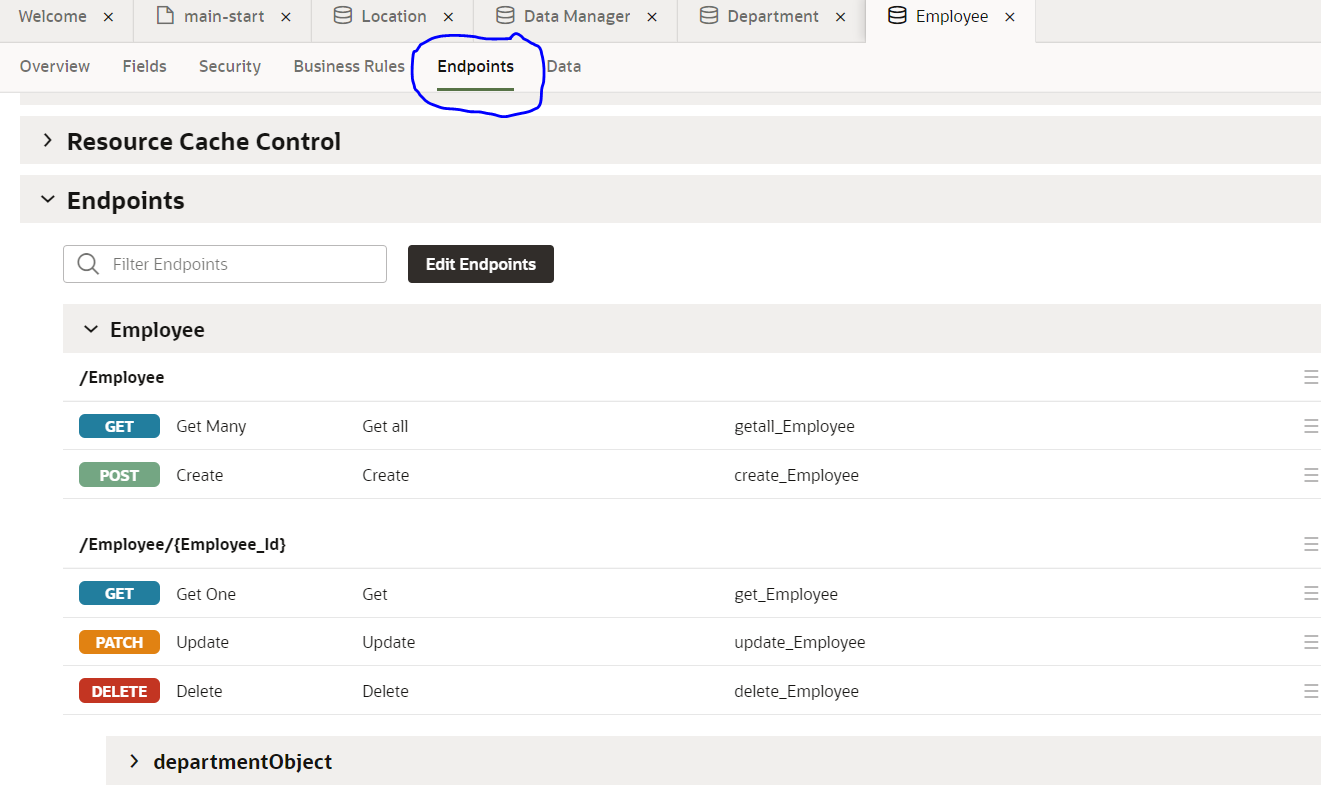 Welcome × main-start × Location × Data Manager × Department × Employee ×
Overview Fields Security Business Rules Endpoints Data
Resource Cache Control
Endpoints
Filter Endpoints Edit Endpoints
Employee
/Employee
GET Get Many Get all getall_Employee
POST Create Create create_Employee
/Employee/{Employee_Id}
GET Get One Get get_Employee
PATCH Update Update update_Employee
DELETE Delete Delete delete_Employee
departmentObject